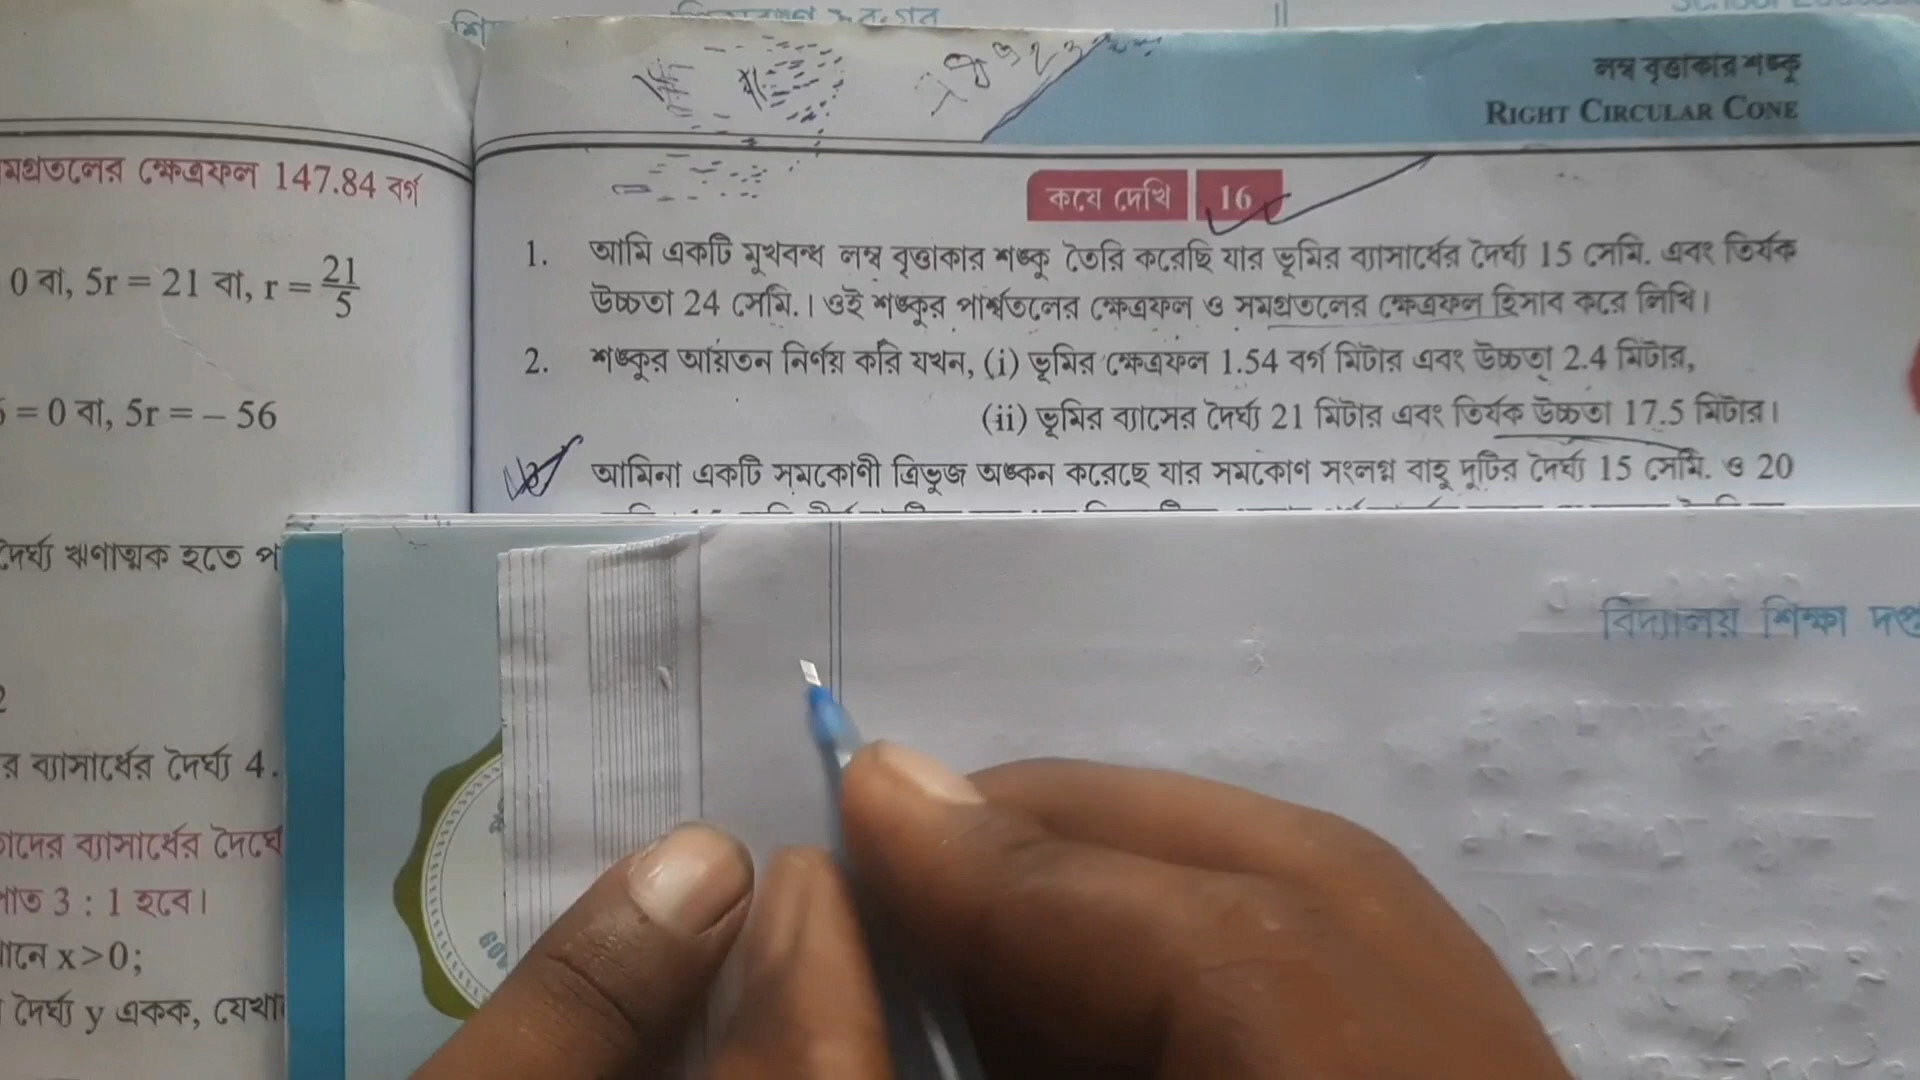 লম্ব বৃত্তাকার শঙ্কু
RIGHT CIRCULAR CONE
মগ্রতলের ক্ষেত্রফল 147.84 বর্গ
0 বা, 5r = 21 বা, r = 21/5
= 0 বা, 5r = – 56
দৈর্ঘ্য ঋণাত্মক হতে প
র ব্যাসার্ধের দৈর্ঘ্য 4.
াদের ব্যাসার্ধের দৈর্ঘে
পাত 3 : 1 হবে।
খানে x>0;
দৈর্ঘ্য y একক, যেখা
কষে দেখি 16
1. আমি একটি মুখবন্ধ লম্ব বৃত্তাকার শঙ্কু তৈরি করেছি যার ভূমির ব্যাসার্ধের দৈর্ঘ্য 15 সেমি. এবং তির্যক
উচ্চতা 24 সেমি.। ওই শঙ্কুর পার্শ্বতলের ক্ষেত্রফল ও সমগ্রতলের ক্ষেত্রফল হিসাব করে লিখি।
2. শঙ্কুর আয়তন নির্ণয় করি যখন, (i) ভূমির ক্ষেত্রফল 1.54 বর্গ মিটার এবং উচ্চতা 2.4 মিটার,
(ii) ভূমির ব্যাসের দৈর্ঘ্য 21 মিটার এবং তির্যক উচ্চতা 17.5 মিটার।
আমিনা একটি সমকোণী ত্রিভুজ অঙ্কন করেছে যার সমকোণ সংলগ্ন বাহু দুটির দৈর্ঘ্য 15 সেমি. ও 20
বিদ্যালয় শিক্ষা দপ্ত